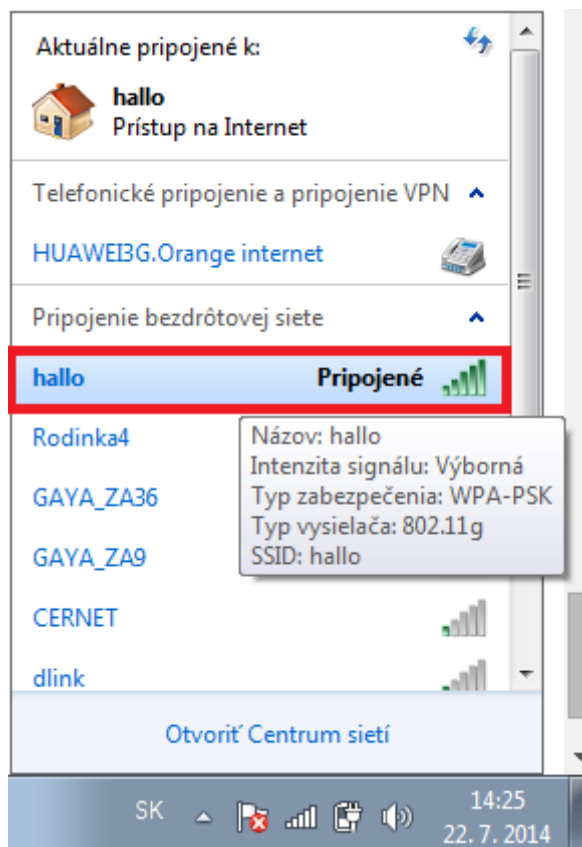 Aktuálne pripojené k:
hallo
Prístup na Internet
Telefonické pripojenie a pripojenie VPN
HUAWEI3G.Orange internet
Pripojenie bezdrôtovej siete
hallo Pripojené
Rodinka4
GAYA_ZA36
GAYA_ZA9
CERNET
dlink
Názov: hallo
Intenzita signálu: Výborná
Typ zabezpečenia: WPA-PSK
Typ vysielača: 802.11g
SSID: hallo
Otvoriť Centrum sietí
SK
14:25
22. 7. 2014